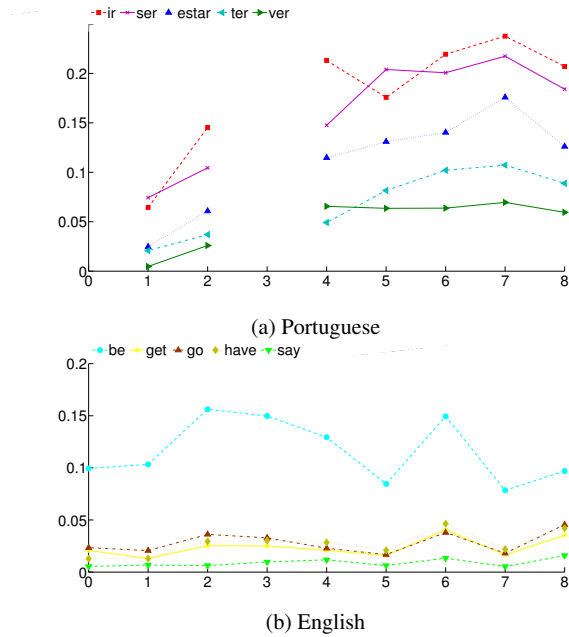 ir ser estar ter ver
0.2
0.15
0.1
0.05
0
0 1 2 3 4 5 6 7 8
(a) Portuguese
be get go have say
0.2
0.15
0.1
0.05
0
0 1 2 3 4 5 6 7 8
(b) English